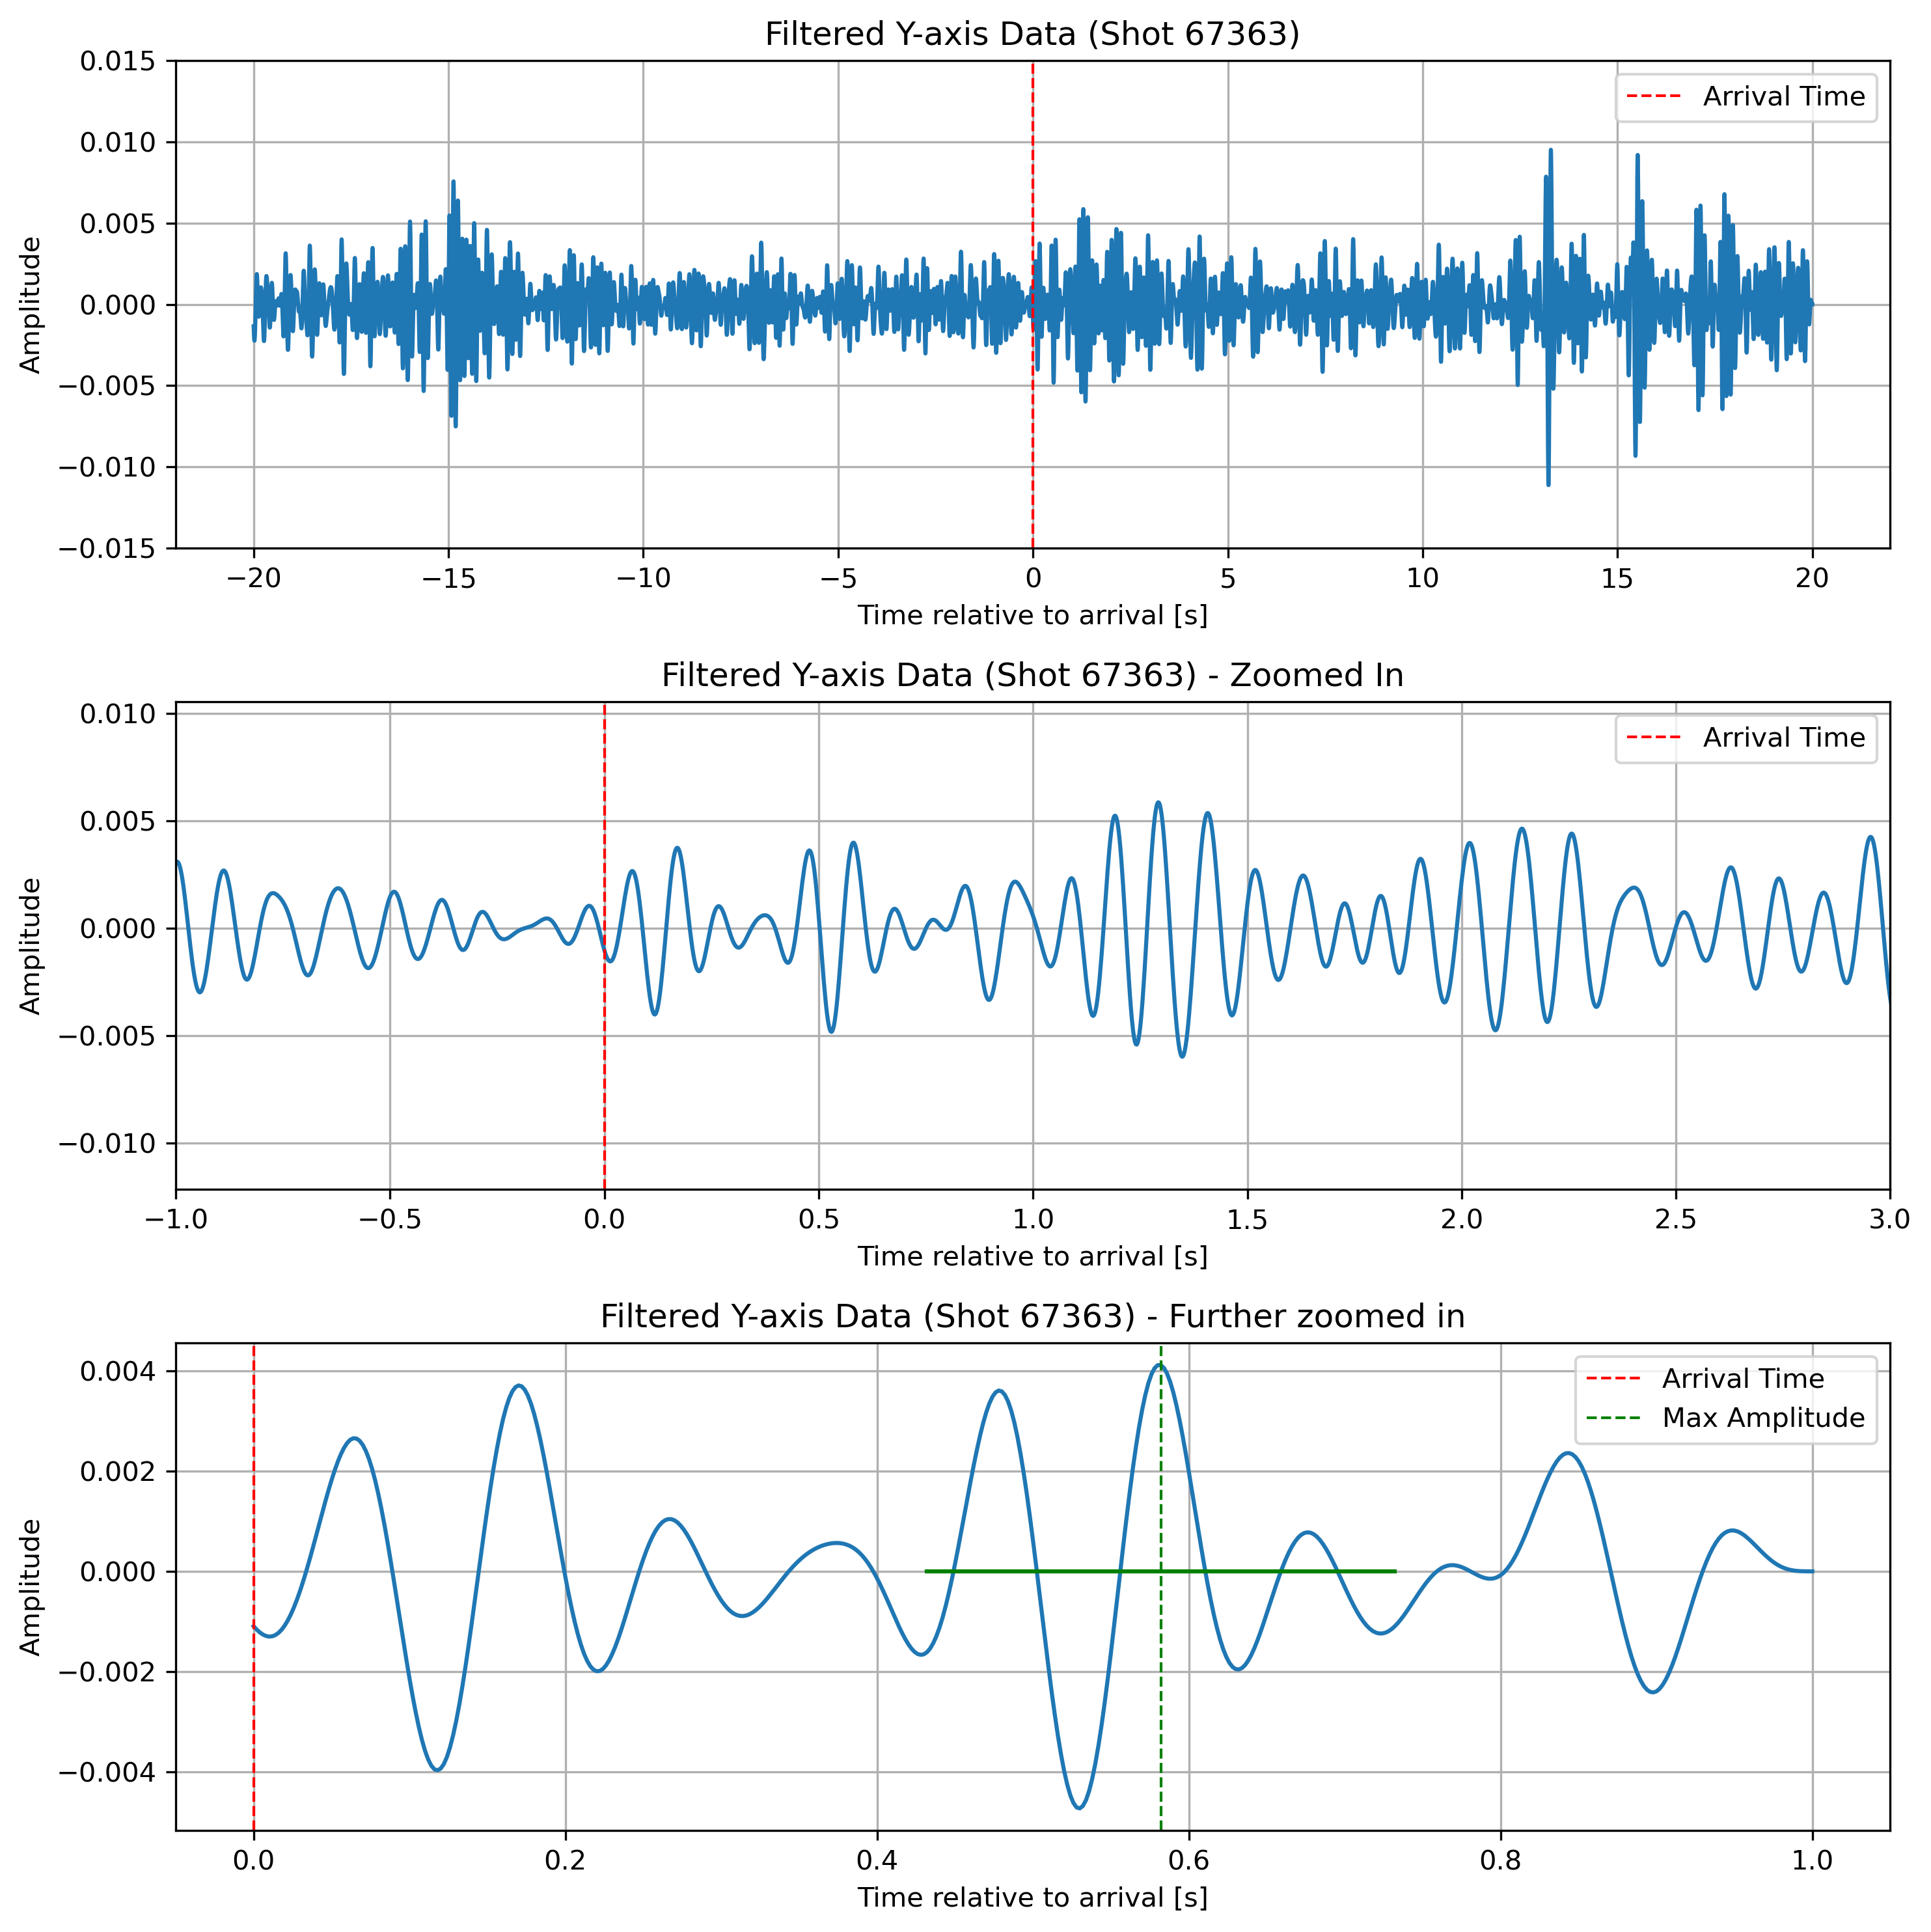 Filtered Y-axis Data (Shot 67363)
0.015
0.010
0.005
0.000
−0.005
−0.010
−0.015
Amplitude
Arrival Time
−20 −15 −10 −5 0 5 10 15 20
Time relative to arrival [s]
Filtered Y-axis Data (Shot 67363) - Zoomed In
0.010
0.005
0.000
−0.005
−0.010
Amplitude
Arrival Time
−1.0 −0.5 0.0 0.5 1.0 1.5 2.0 2.5 3.0
Time relative to arrival [s]
Filtered Y-axis Data (Shot 67363) - Further zoomed in
0.004
0.002
0.000
−0.002
−0.004
Amplitude
Arrival Time
Max Amplitude
0.0 0.2 0.4 0.6 0.8 1.0
Time relative to arrival [s]